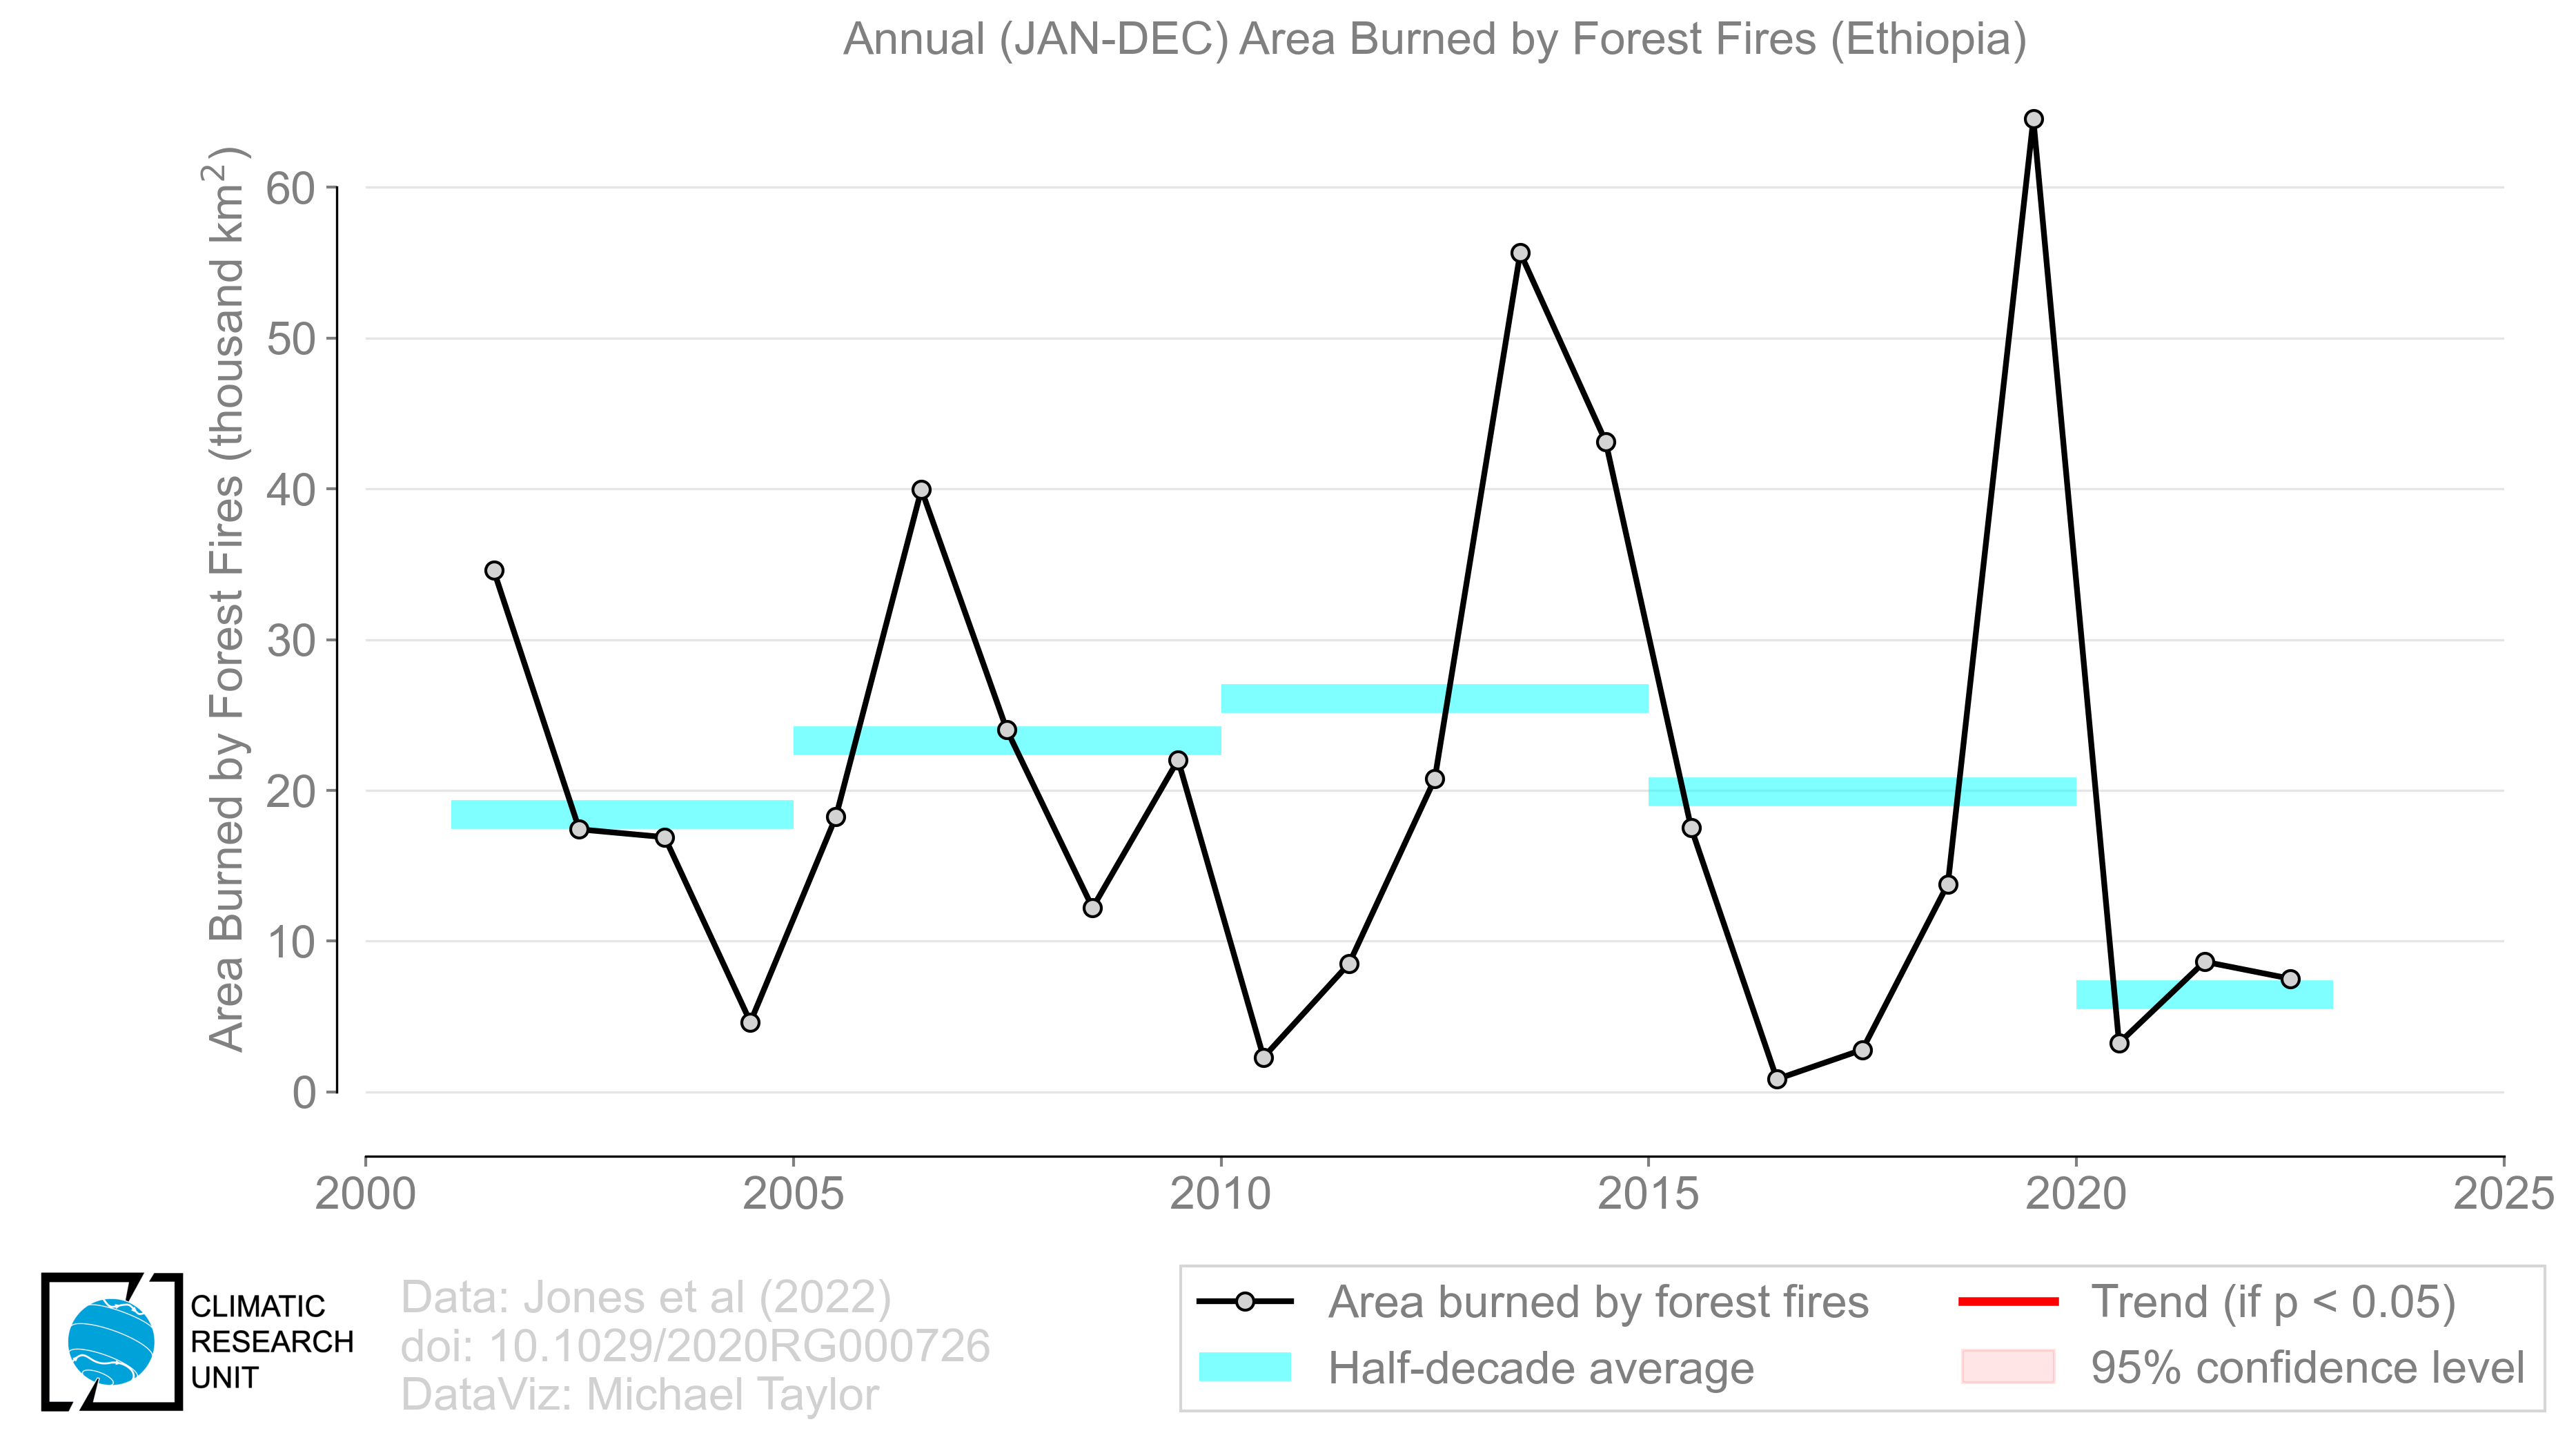 Annual (JAN-DEC) Area Burned by Forest Fires (Ethiopia)
Area Burned by Forest Fires (thousand km²)
60
50
40
30
20
10
0
2000 2005 2010 2015 2020 2025
CLIMATIC
RESEARCH
UNIT
Data: Jones et al (2022)
doi: 10.1029/2020RG000726
DataViz: Michael Taylor
Area burned by forest fires
Half-decade average
Trend (if p < 0.05)
95% confidence level